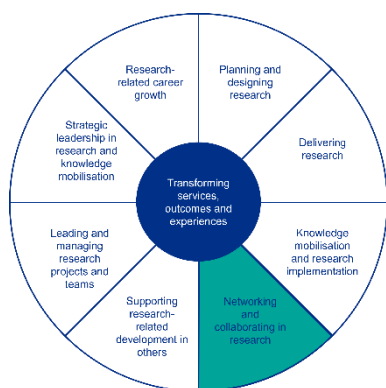 Research-
related career
growth
Planning and
designing
research
Delivering
research
Knowledge
mobilisation
and research
implementation
Networking
and
collaborating in
research
Supporting
research-
related
development in
others
Leading and
managing
research
projects and
teams
Strategic
leadership in
research and
knowledge
mobilisation
Transforming
services,
outcomes and
experiences